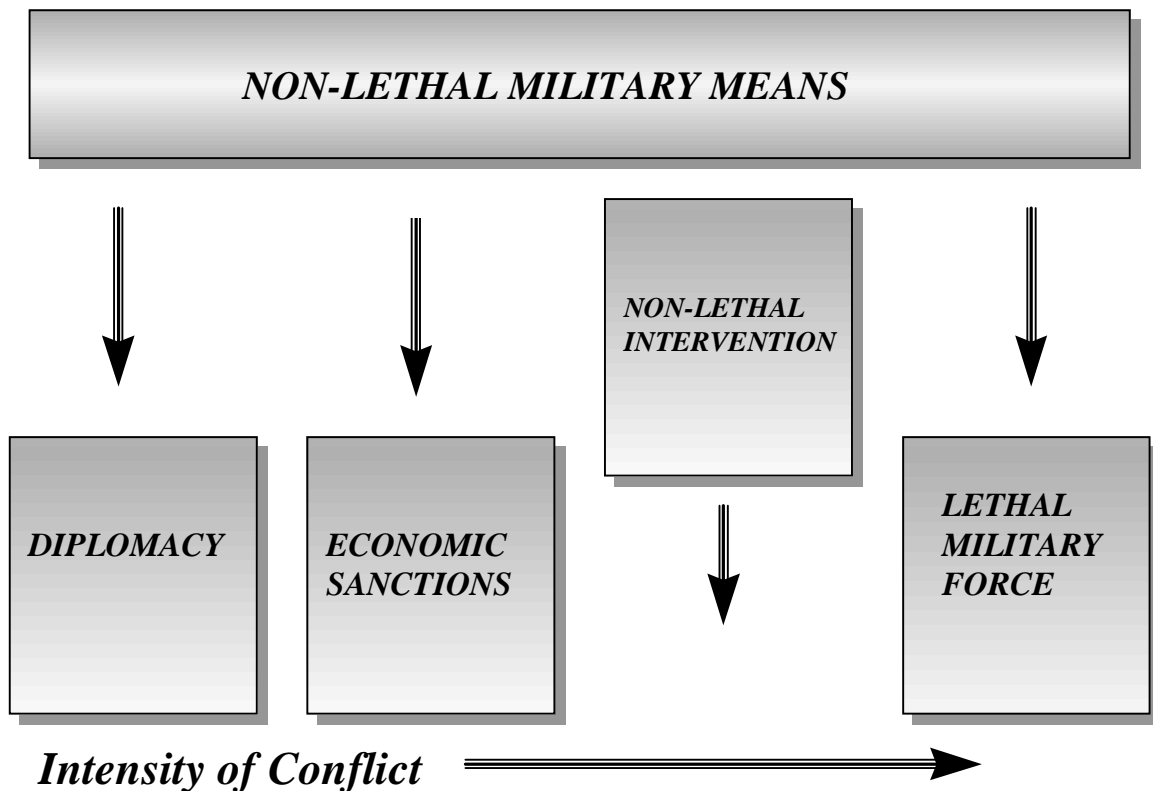 NON-LETHAL MILITARY MEANS
NON-LETHAL
INTERVENTION
DIPLOMACY
ECONOMIC
SANCTIONS
LETHAL
MILITARY
FORCE
Intensity of Conflict